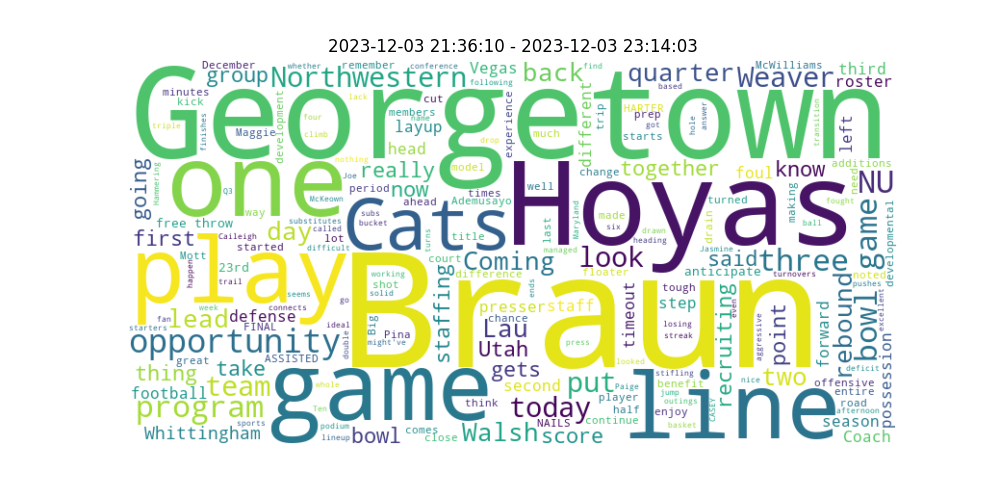 2023-12-03 21:36:10 - 2023-12-03 23:14:03
December whether remember conference Vegas find McWilliams
group Northwestern following back quarter Weaver third
minutes lack cut based roster
kick members HARTER
Georgetown
triple four name prep got hole answer transition
finishes Maggie development climb layup much starts trip left
experience different
head drop change together foul know additions
going Hammering one nothing really model need
Q3 Joe now period times well made turned making NU
McKeown ahead Ademusayo six fought
free throw way substitutes subs title last drawn drain ball
first Caileigh day called bucket Cats Hoyas Maryland heading Jasmine said three game developmental
started lot turns court managed look
Mott difficult Coming anticipate turnovers noted
happen 23rd play working difference floater tough pushes
trail seems shot staffing ends step recruiting even rebound bowl excellent
week connects go solid presser staff timeout
fan lead defense Big Braun chance losing point forward
starters FINAL ideal might've Lau press streak aggressive possession
opportunity double Pina Utah looked stifling deficit
great ASSISTED
thing take gets put benefit nice two offensive
football team whole second Paige jump entire
program game today player outings line road
sports Ten think half enjoy CASEY afternoon
podium NAILS continue basket season
Whittingham lineup bowl comes close Walsh score Coach